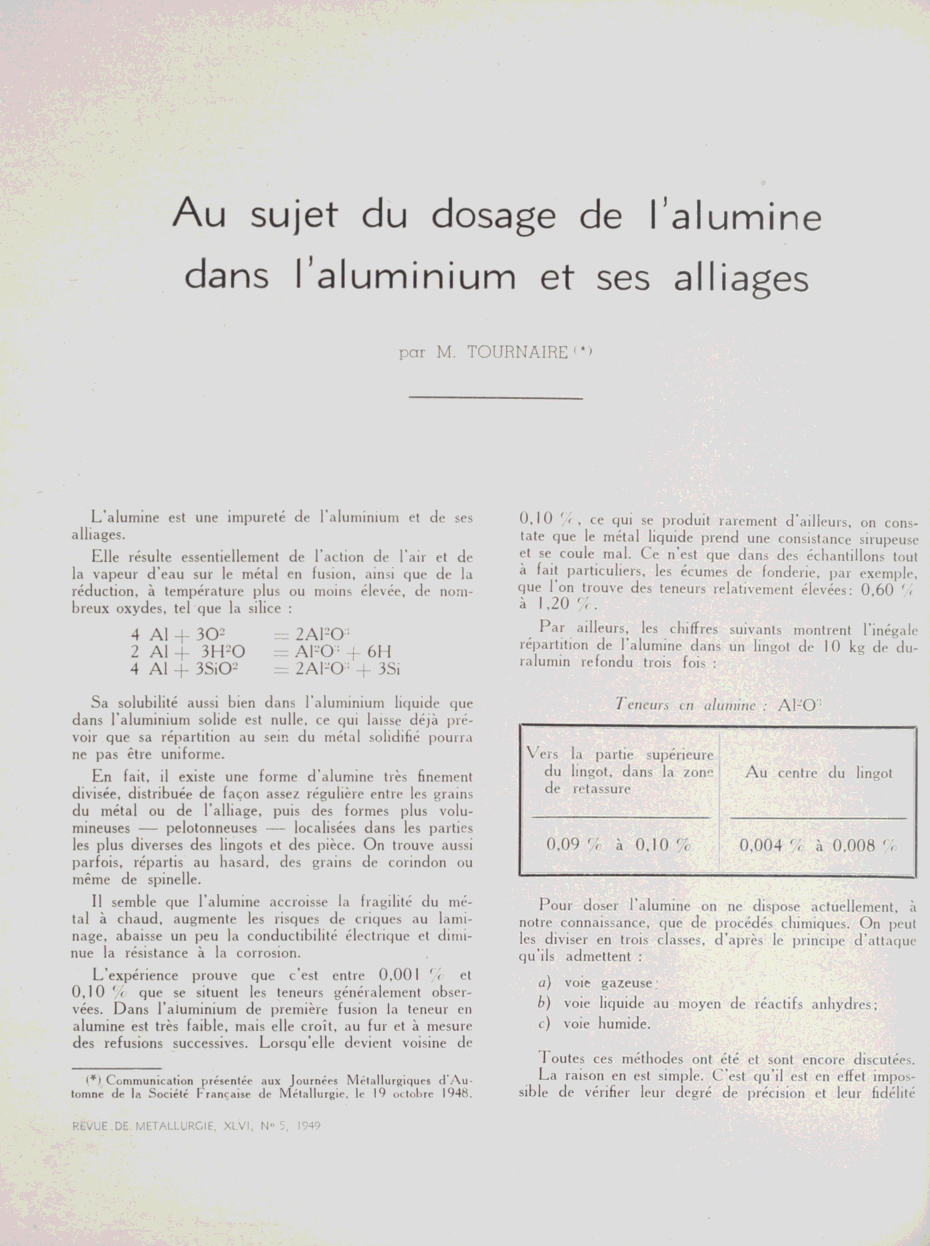 Au sujet du dosage de l'alumine
dans l'aluminium et ses alliages
par M. TOURNAIRE (*)
L'alumine est une impureté de l'aluminium et de ses
alliages.
Elle résulte essentiellement de l'action de l'air et de
la vapeur d'eau sur le métal en fusion, ainsi que de la
réduction, à température plus ou moins élevée, de nom-
breux oxydes, tel que la silice :
4 Al + 3O² = 2Al²O³
2 Al + 3H²O = Al²O³ + 6H
4 Al + 3SiO² = 2Al²O³ + 3Si
Sa solubilité aussi bien dans l'aluminium liquide que
dans l'aluminium solide est nulle, ce qui laisse déjà pré-
voir que sa répartition au sein du métal solidifié pourra
ne pas être uniforme.
En fait, il existe une forme d'alumine très finement
divisée, distribuée de façon assez régulière entre les grains
du métal ou de l'alliage, puis des formes plus volu-
mineuses — pelotonneuses — localisées dans les parties
les plus diverses des lingots et des pièce. On trouve aussi
parfois, répartis au hasard, des grains de corindon ou
même de spinelle.
Il semble que l'alumine accroisse la fragilité du mé-
tal à chaud, augmente les risques de criques au lami-
nage, abaisse un peu la conductibilité électrique et dimi-
nue la résistance à la corrosion.
L'expérience prouve que c'est entre 0,001 % et
0,10 % que se situent les teneurs généralement obser-
vées. Dans l'aluminium de première fusion la teneur en
alumine est très faible, mais elle croît, au fur et à mesure
des refusions successives. Lorsqu'elle devient voisine de
(*) Communication présentée aux Journées Métallurgiques d'Au-
tomne de la Société Française de Métallurgie, le 19 octobre 1948.
REVUE DE METALLURGIE, XLVI, N° 5, 1949
0,10 %, ce qui se produit rarement d'ailleurs, on cons-
tate que le métal liquide prend une consistance sirupeuse
et se coule mal. Ce n'est que dans des échantillons tout
à fait particuliers, les écumes de fonderie, par exemple,
que l'on trouve des teneurs relativement élevées: 0,60 %
à 1,20 %.
Par ailleurs, les chiffres suivants montrent l'inégale
répartition de l'alumine dans un lingot de 10 kg de du-
ralumin refondu trois fois :
Teneurs en alumine : Al²O³
Vers la partie supérieure
du lingot, dans la zone
de retassure
Au centre du lingot
0,09 % à 0,10 %
0,004 % à 0,008 %
Pour doser l'alumine on ne dispose actuellement, à
notre connaissance, que de procédés chimiques. On peut
les diviser en trois classes, d'après le principe d'attaque
qu'ils admettent :
a) voie gazeuse;
b) voie liquide au moyen de réactifs anhydres;
c) voie humide.
Toutes ces méthodes ont été et sont encore discutées.
La raison en est simple. C'est qu'il est en effet impos-
sible de vérifier leur degré de précision et leur fidélité